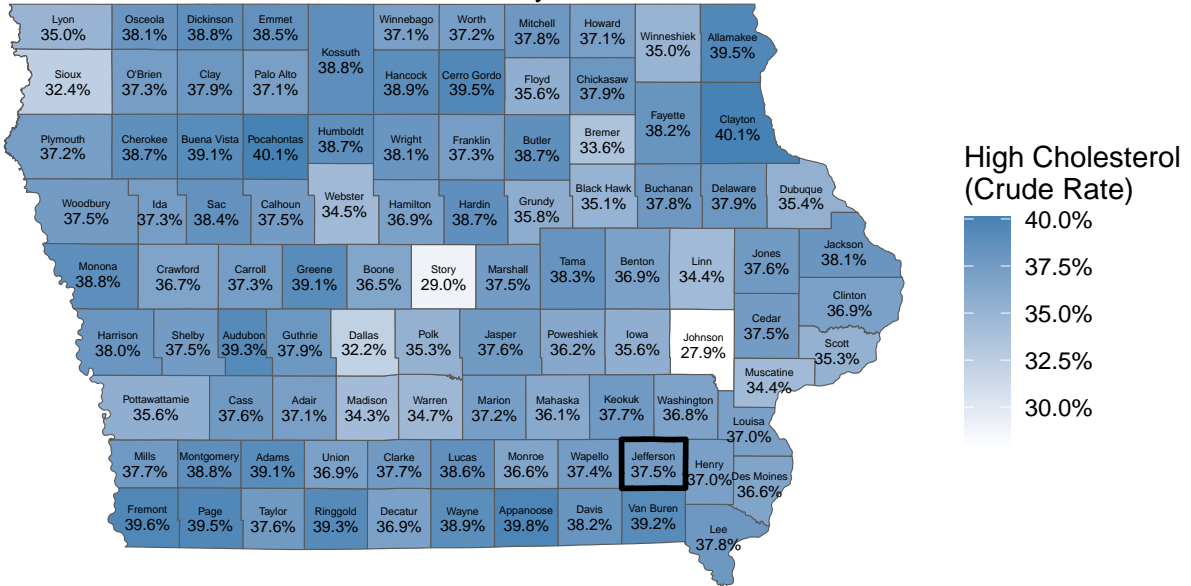 Lyon
35.0%
Osceola
38.1%
Dickinson
38.8%
Emmet
38.5%
Kossuth
38.8%
Winnebago
37.1%
Worth
37.2%
Mitchell
37.8%
Howard
37.1%
Winneshiek
35.0%
Allamakee
39.5%
Sioux
32.4%
O'Brien
37.3%
Clay
37.9%
Palo Alto
37.1%
Hancock
38.9%
Cerro Gordo
39.5%
Floyd
35.6%
Chickasaw
37.9%
Fayette
38.2%
Clayton
40.1%
Plymouth
37.2%
Cherokee
38.7%
Buena Vista
39.1%
Pocahontas
40.1%
Humboldt
38.7%
Wright
38.1%
Franklin
37.3%
Butler
38.7%
Bremer
33.6%
Woodbury
37.5%
Ida
37.3%
Sac
38.4%
Calhoun
37.5%
Webster
34.5%
Hamilton
36.9%
Hardin
38.7%
Grundy
35.8%
Black Hawk
35.1%
Buchanan
37.8%
Delaware
37.9%
Dubuque
35.4%
Monona
38.8%
Crawford
36.7%
Carroll
37.3%
Greene
39.1%
Boone
36.5%
Story
29.0%
Marshall
37.5%
Tama
38.3%
Benton
36.9%
Linn
34.4%
Jones
37.6%
Jackson
38.1%
Clinton
36.9%
Harrison
38.0%
Shelby
37.5%
Audubon
39.3%
Guthrie
37.9%
Dallas
32.2%
Polk
35.3%
Jasper
37.6%
Poweshiek
36.2%
Iowa
35.6%
Johnson
27.9%
Cedar
37.5%
Scott
35.3%
Muscatine
34.4%
Pottawattamie
35.6%
Cass
37.6%
Adair
37.1%
Madison
34.3%
Warren
34.7%
Marion
37.2%
Mahaska
36.1%
Keokuk
37.7%
Washington
36.8%
Louisa
37.0%
Mills
37.7%
Montgomery
38.8%
Adams
39.1%
Union
36.9%
Clarke
37.7%
Lucas
38.6%
Monroe
36.6%
Wapello
37.4%
Jefferson
37.5%
Henry
37.0%
Des Moines
36.6%
Fremont
39.6%
Page
39.5%
Taylor
37.6%
Ringgold
39.3%
Decatur
36.9%
Wayne
38.9%
Appanoose
39.8%
Davis
38.2%
Van Buren
39.2%
Lee
37.8%
High Cholesterol
(Crude Rate)
40.0%
37.5%
35.0%
32.5%
30.0%